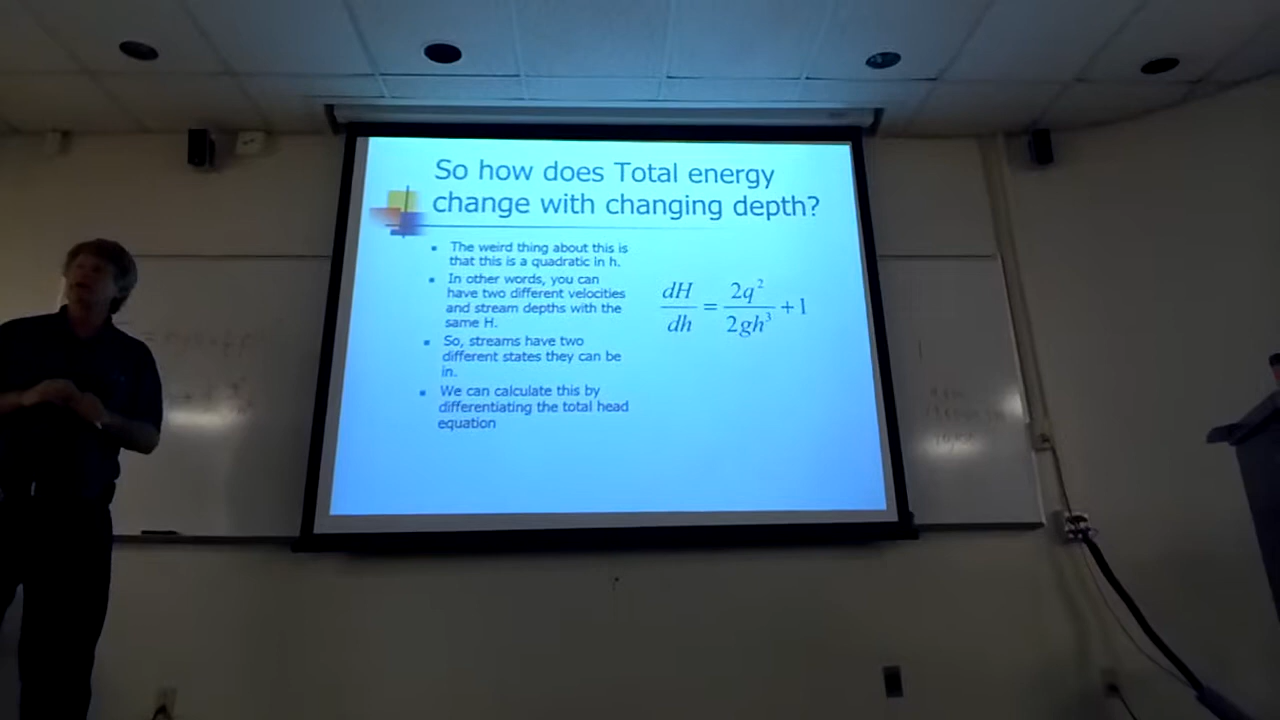 So how does Total energy
change with changing depth?
The weird thing about this is
that this is a quadratic in h.
In other words, you can
have two different velocities
and stream depths with the
same H.
So, streams have two
different states they can be
in.
We can calculate this by
differentiating the total head
equation
dH/dh = 2q²/2gh³ + 1